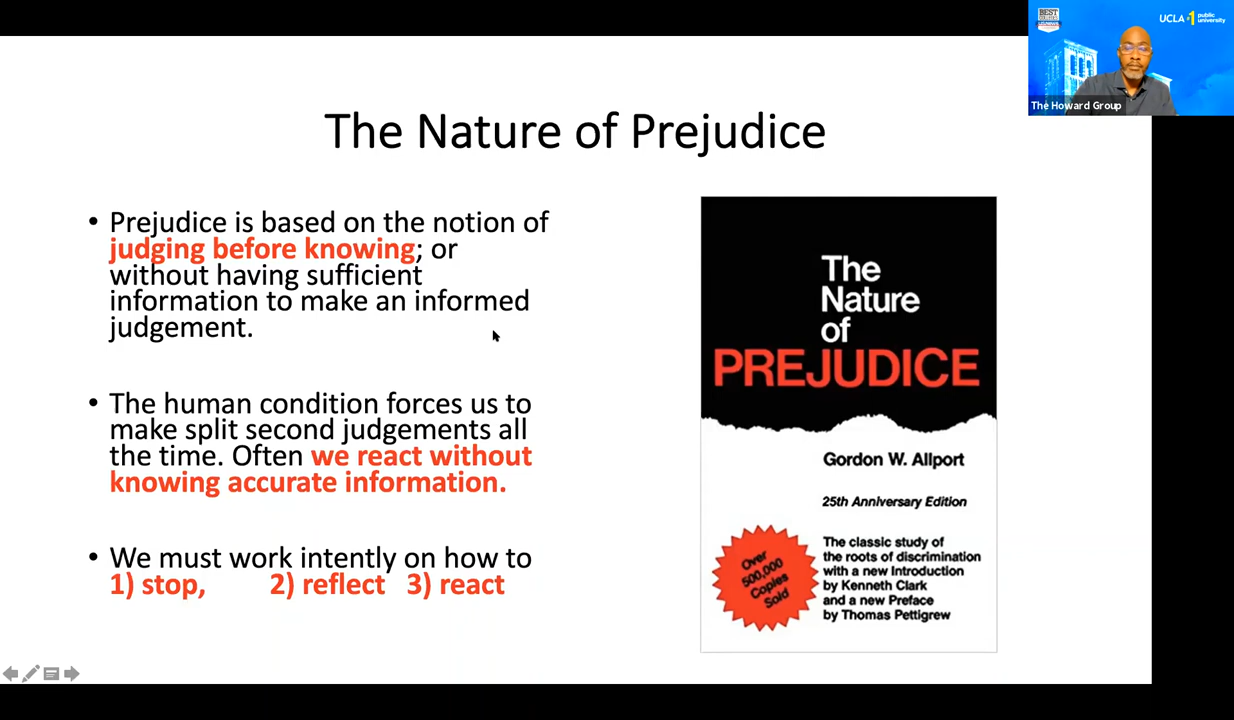 BEST
UCLA #1 public
university
The Howard Group
The Nature of Prejudice
• Prejudice is based on the notion of
judging before knowing; or
without having sufficient
information to make an informed
judgement.
• The human condition forces us to
make split second judgements all
the time. Often we react without
knowing accurate information.
• We must work intently on how to
1) stop, 2) reflect 3) react
The
Nature
of
PREJUDICE
Gordon W. Allport
25th Anniversary Edition
Over
500,000
Copies
Sold
The classic study of
the roots of discrimination
with a new Introduction
by Kenneth Clark
and a new Preface
by Thomas Pettigrew